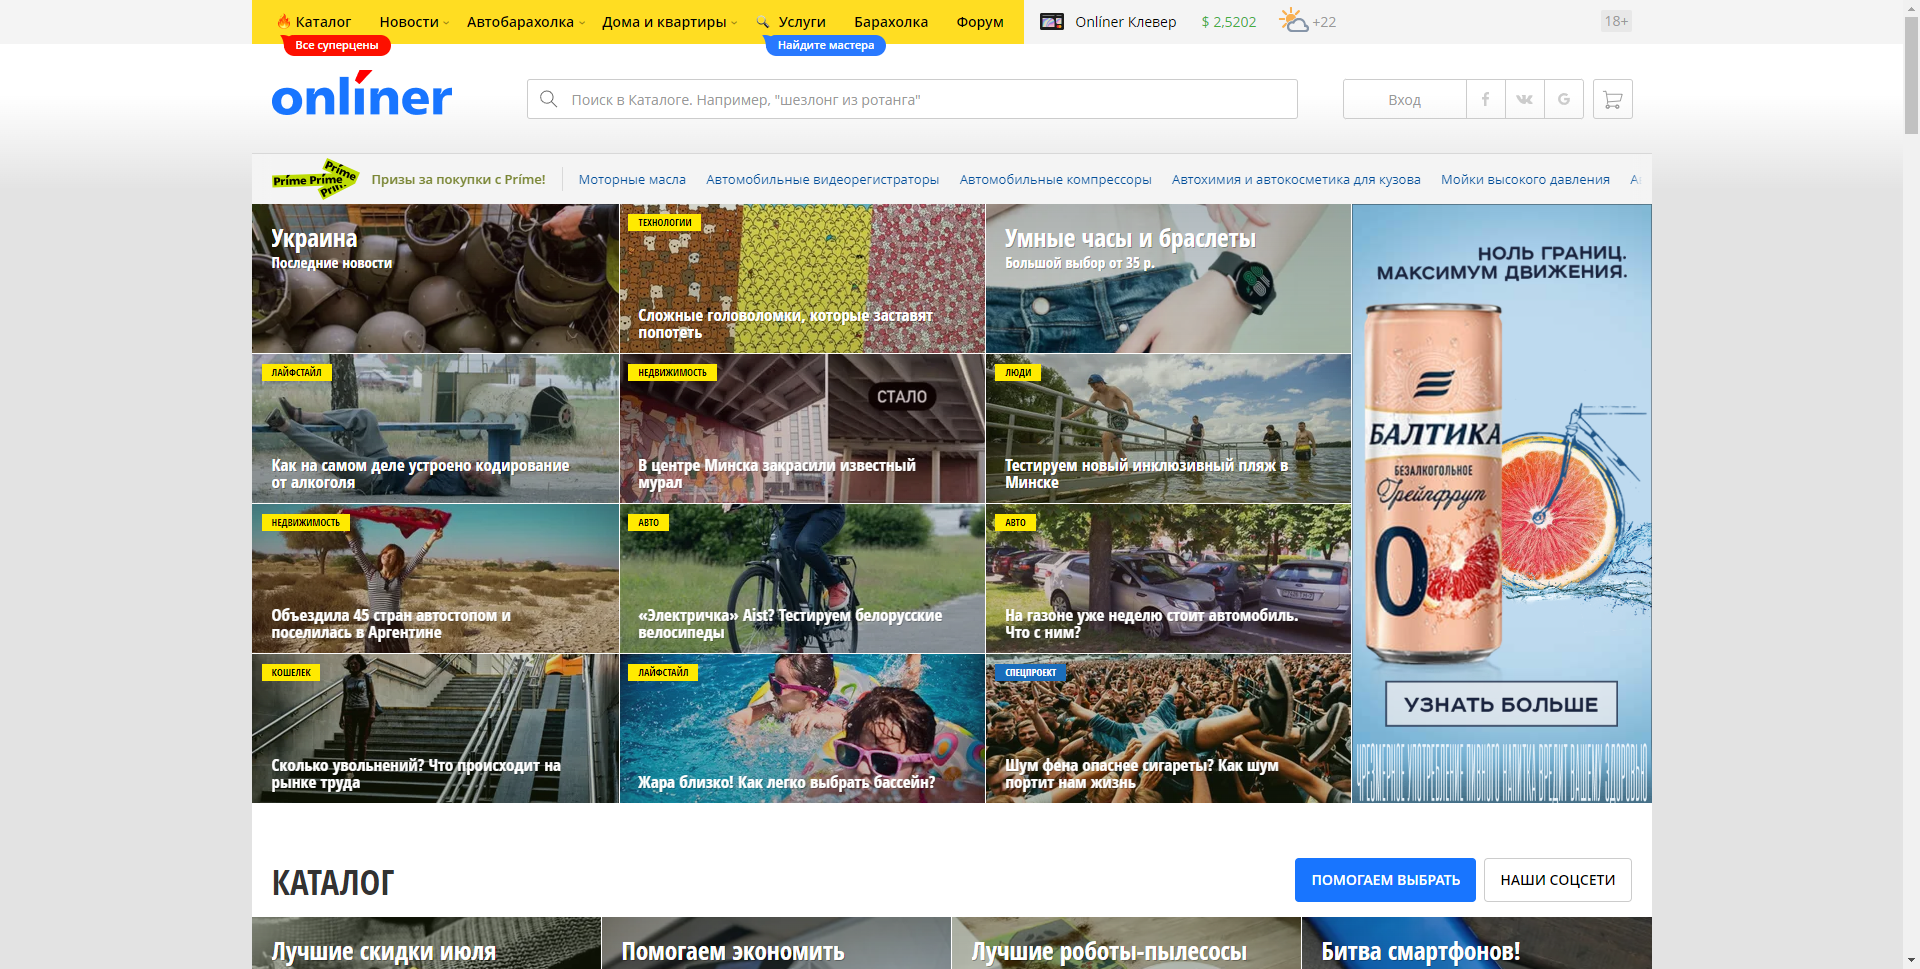 Каталог Новости Автобарахолка Дома и квартиры Услуги Барахолка Форум Onlíner Клевер $ 2,5202 +22 18+
Все суперцены Найдите мастера
onlíner
Поиск в Каталоге. Например, "шезлонг из ротанга"
Вход
Príme Príme Príme
Призы за покупки с Príme! Моторные масла Автомобильные видеорегистраторы Автомобильные компрессоры Автохимия и автокосметика для кузова Мойки высокого давления
Украина
Последние новости
ТЕХНОЛОГИИ
Сложные головоломки, которые заставят
попотеть
Умные часы и браслеты
Большой выбор от 35 р.
ЛАЙФСТАЙЛ
Как на самом деле устроено кодирование
от алкоголя
НЕДВИЖИМОСТЬ
СТАЛО
В центре Минска закрасили известный
мурал
ЛЮДИ
Тестируем новый инклюзивный пляж в
Минске
НЕДВИЖИМОСТЬ
Объездила 45 стран автостопом и
поселилась в Аргентине
АВТО
«Электричка» Aist? Тестируем белорусские
велосипеды
АВТО
На газоне уже неделю стоит автомобиль.
Что с ним?
КОШЕЛЕК
Сколько увольнений? Что происходит на
рынке труда
ЛАЙФСТАЙЛ
Жара близко! Как легко выбрать бассейн?
СПЕЦПРОЕКТ
Шум фена опаснее сигареты? Как шум
портит нам жизнь
НОЛЬ ГРАНИЦ.
МАКСИМУМ ДВИЖЕНИЯ.
БАЛТИКА
БЕЗАЛКОГОЛЬНОЕ
Грейпфрут
0
УЗНАТЬ БОЛЬШЕ
ЧРЕЗМЕРНОЕ УПОТРЕБЛЕНИЕ ПИВНОГО НАПИТКА ВРЕДИТ ВАШЕМУ ЗДОРОВЬЮ
КАТАЛОГ
ПОМОГАЕМ ВЫБРАТЬ НАШИ СОЦСЕТИ
Лучшие скидки июля
Помогаем экономить
Лучшие роботы-пылесосы
Битва смартфонов!